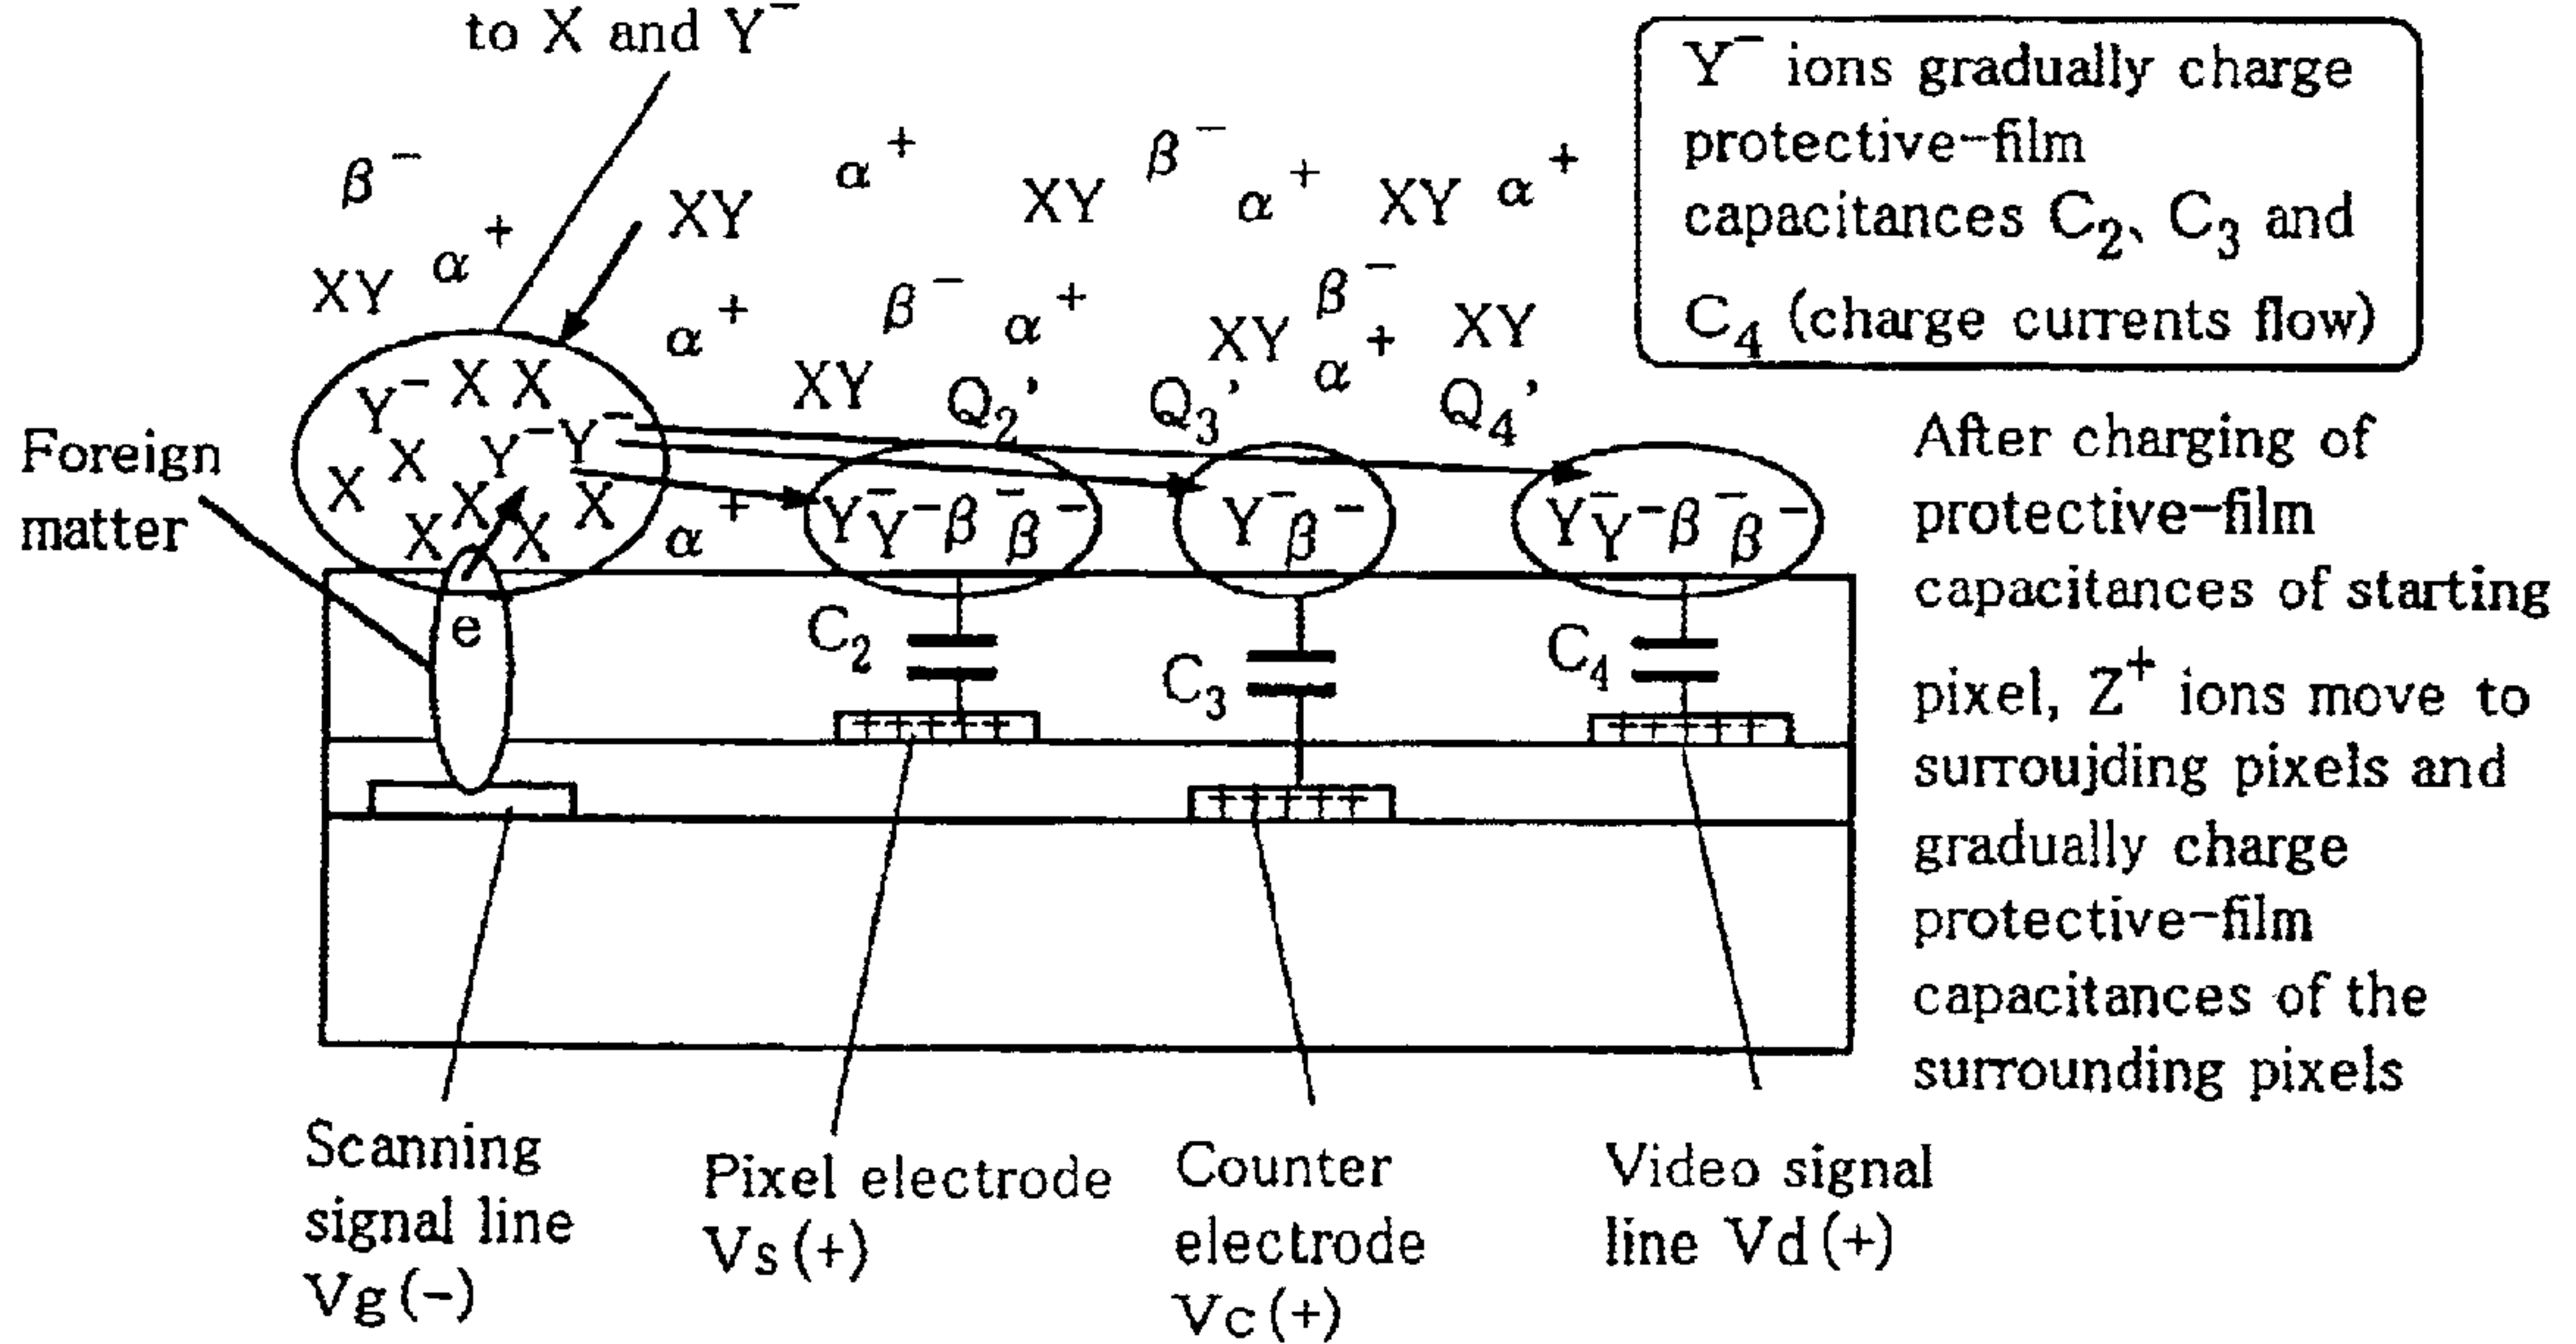 to X and Y⁻
Y⁻ ions gradually charge
protective-film
capacitances C₂、C₃ and
C₄ (charge currents flow)
β⁻
α⁺
β⁻
α⁺
XY
α⁺
XY
XY
α⁺
XY
α⁺
β⁻
α⁺
β⁻
XY
α⁺
XY
XY
Q₂’
Q₃’
Q₄’
Y⁻ X X
X X Y⁻ Y⁻
X X X X
α⁺
Y⁻ Y⁻ β⁻ β⁻
Y⁻ β⁻
Y⁻ Y⁻ β⁻ β⁻
Foreign
matter
e
C₂
C₃
C₄
After charging of
protective-film
capacitances of starting
pixel, Z⁺ ions move to
surroujding pixels and
gradually charge
protective-film
capacitances of the
surrounding pixels
Scanning
signal line
Vg(-)
Pixel electrode
Vs(+)
Counter
electrode
Vc(+)
Video signal
line Vd(+)